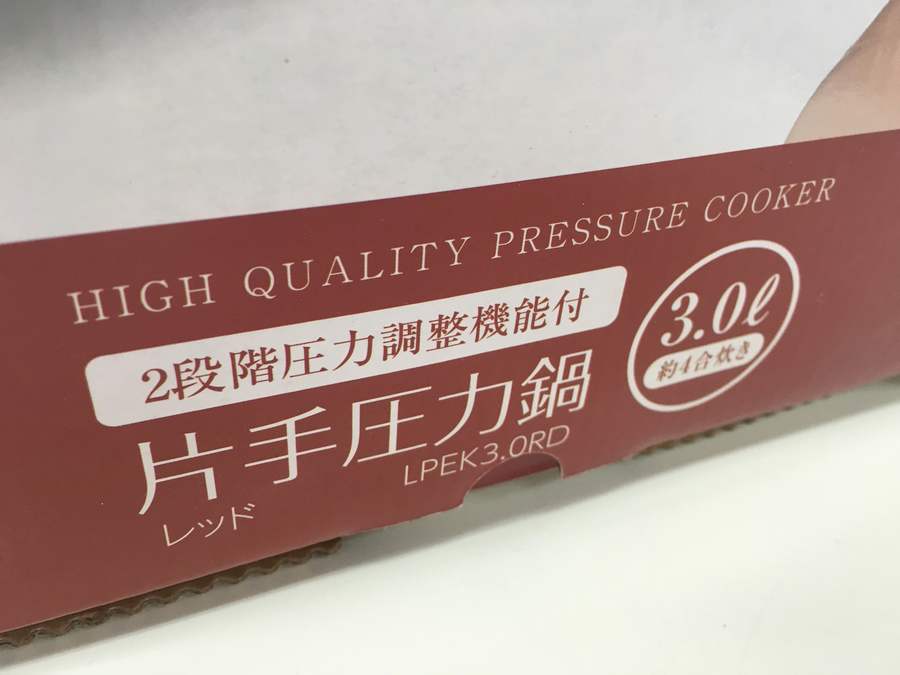 HIGH QUALITY PRESSURE COOKER
2段階圧力調整機能付
片手圧力鍋
レッド
LPEK3.0RD
3.0ℓ
約4合炊き